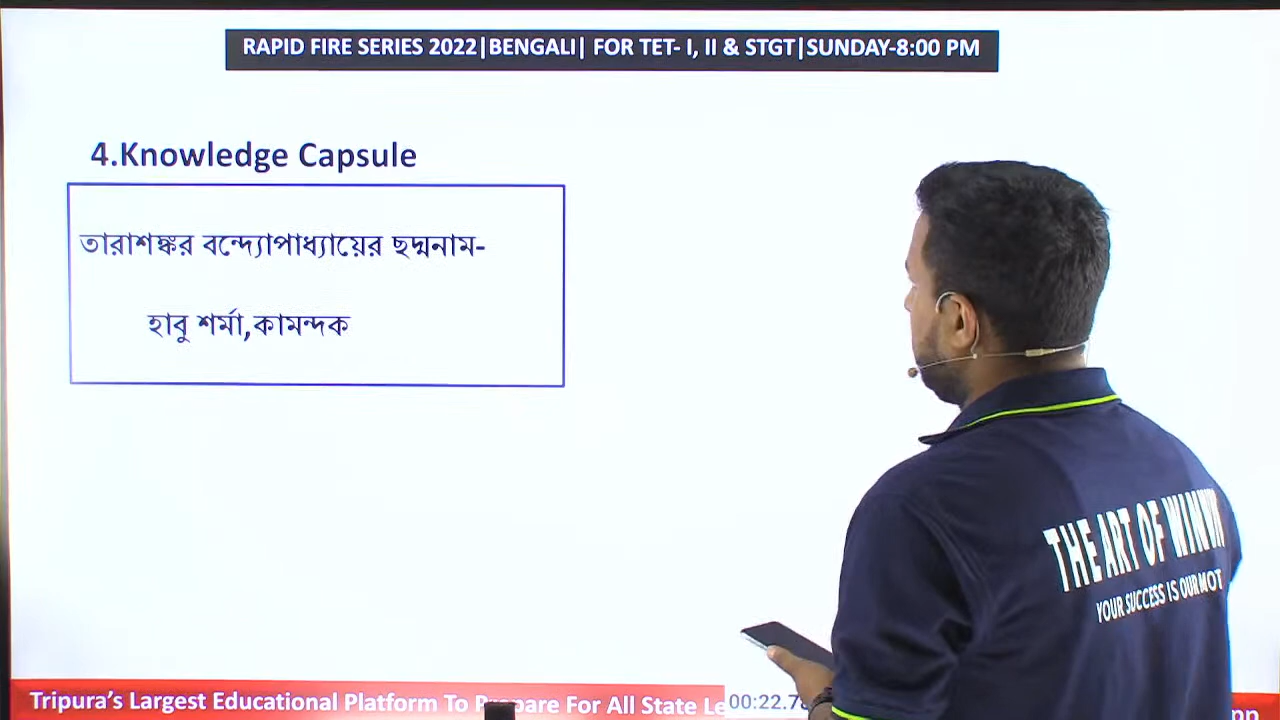 RAPID FIRE SERIES 2022|BENGALI| FOR TET- I, II & STGT|SUNDAY-8:00 PM
4.Knowledge Capsule
তারাশঙ্কর বন্দ্যোপাধ্যায়ের ছদ্মনাম-
হাবু শর্মা,কামন্দক
THE ART OF
YOUR SUCCESS IS OUR
Tripura's Largest Educational Platform To Prepare For All State
00:22.78